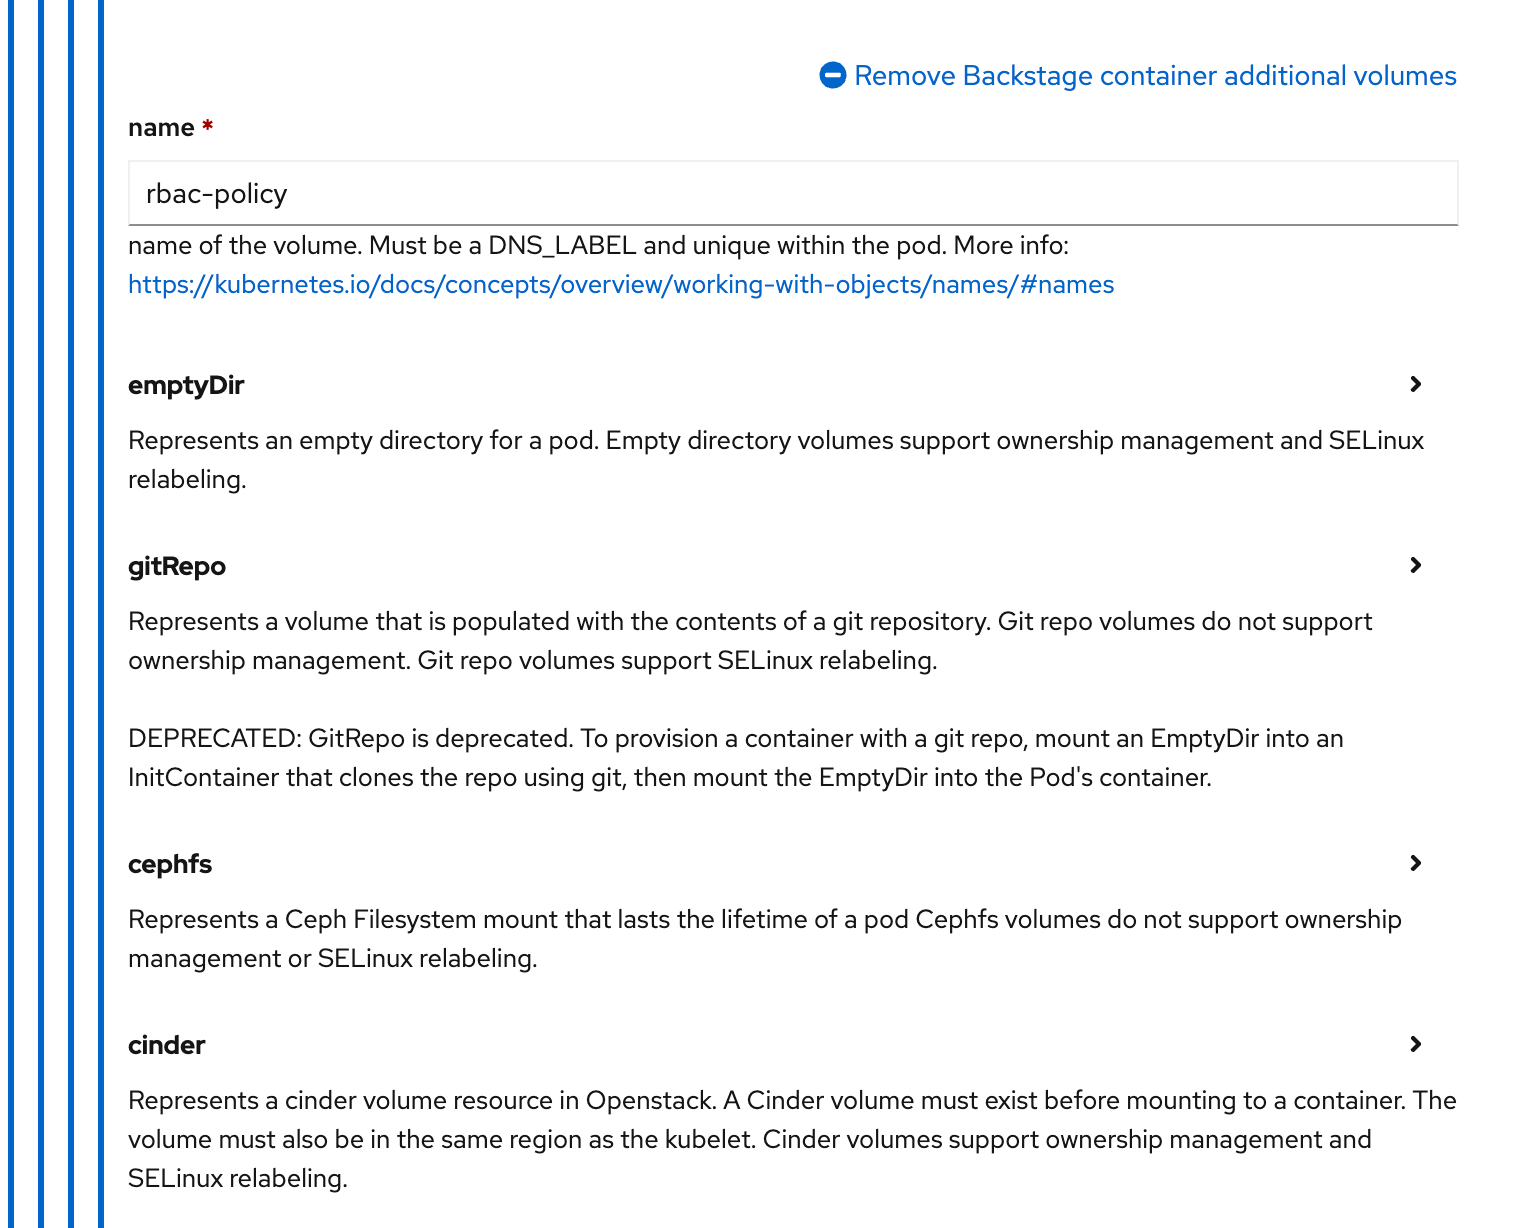 Remove Backstage container additional volumes
name *
rbac-policy
name of the volume. Must be a DNS_LABEL and unique within the pod. More info:
https://kubernetes.io/docs/concepts/overview/working-with-objects/names/#names
emptyDir
Represents an empty directory for a pod. Empty directory volumes support ownership management and SELinux
relabeling.
gitRepo
Represents a volume that is populated with the contents of a git repository. Git repo volumes do not support
ownership management. Git repo volumes support SELinux relabeling.
DEPRECATED: GitRepo is deprecated. To provision a container with a git repo, mount an EmptyDir into an
InitContainer that clones the repo using git, then mount the EmptyDir into the Pod's container.
cephfs
Represents a Ceph Filesystem mount that lasts the lifetime of a pod Cephfs volumes do not support ownership
management or SELinux relabeling.
cinder
Represents a cinder volume resource in Openstack. A Cinder volume must exist before mounting to a container. The
volume must also be in the same region as the kubelet. Cinder volumes support ownership management and
SELinux relabeling.